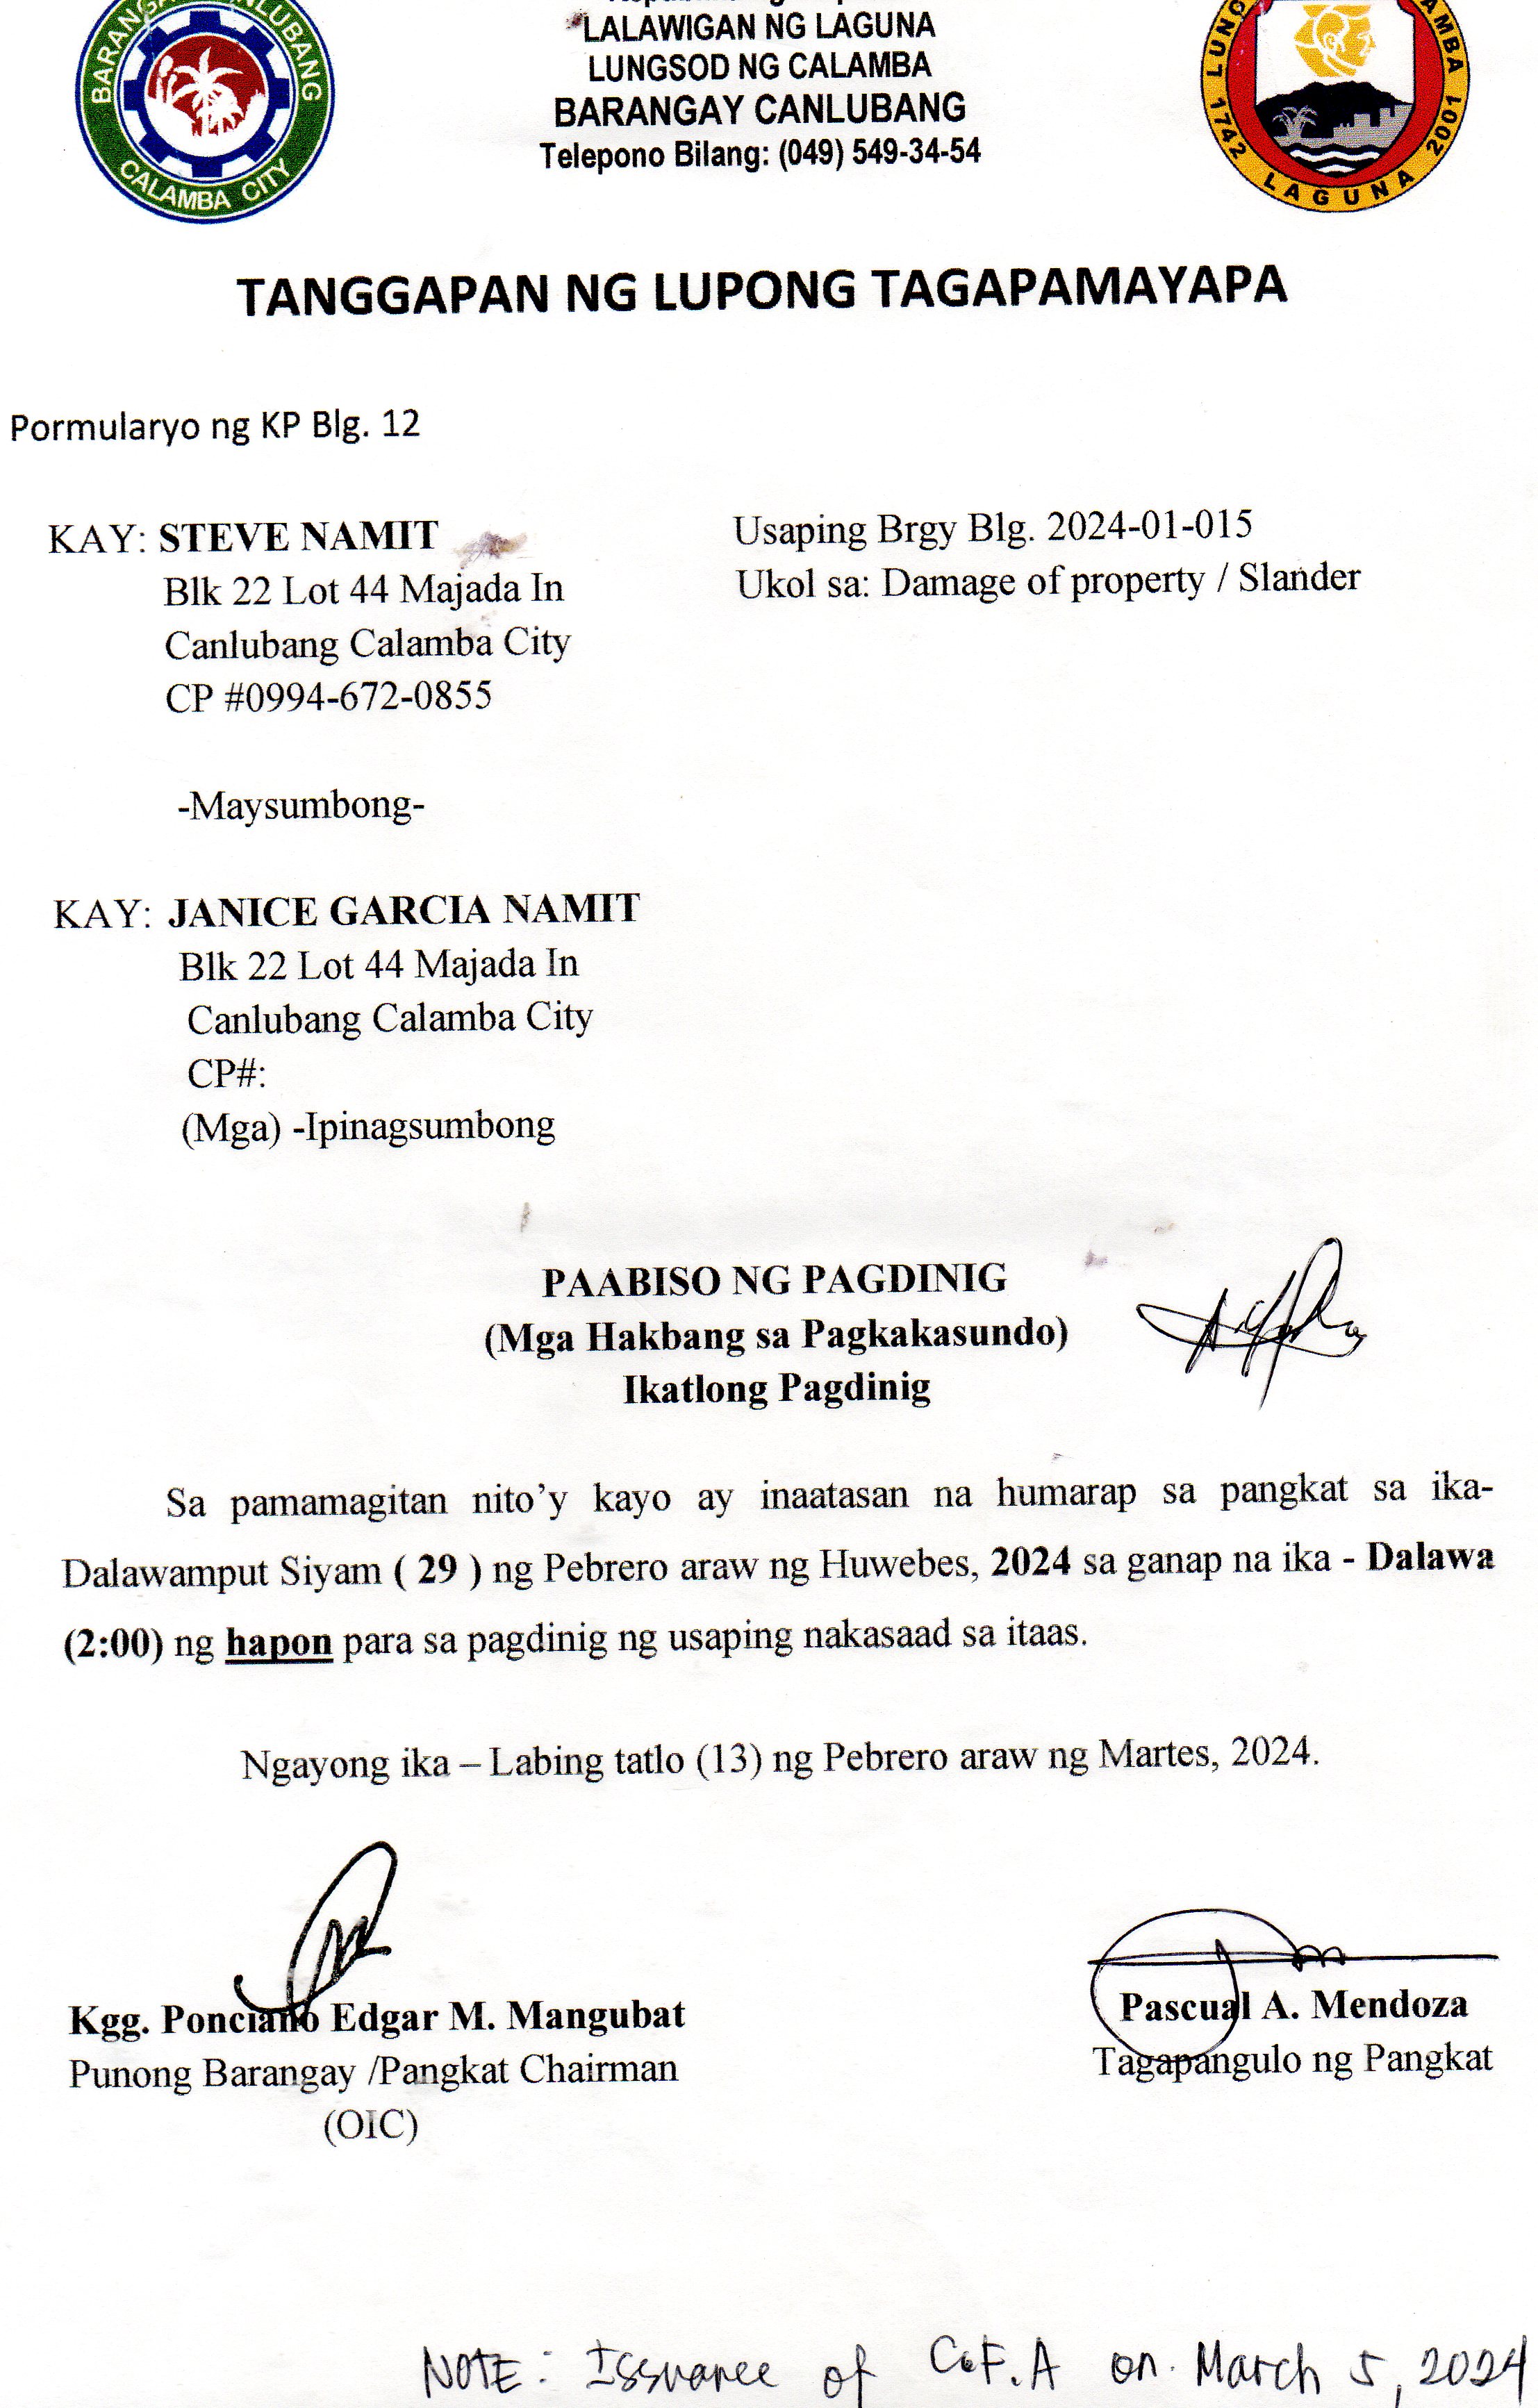 BARANGAY CANLUBANG
CALAMBA CITY
LALAWIGAN NG LAGUNA
LUNGSOD NG CALAMBA
BARANGAY CANLUBANG
Telepono Bilang: (049) 549-34-54
1742 LAGUNA 2001
TANGGAPAN NG LUPONG TAGAPAMAYAPA
Pormularyo ng KP Blg. 12
KAY: STEVE NAMIT
Usaping Brgy Blg. 2024-01-015
Blk 22 Lot 44 Majada In
Ukol sa: Damage of property / Slander
Canlubang Calamba City
CP #0994-672-0855
-Maysumbong-
KAY: JANICE GARCIA NAMIT
Blk 22 Lot 44 Majada In
Canlubang Calamba City
CP#:
(Mga) -Ipinagsumbong
PAABISO NG PAGDINIG
(Mga Hakbang sa Pagkakasundo)
Ikatlong Pagdinig
Sa pamamagitan nito’y kayo ay inaatasan na humarap sa pangkat sa ika-
Dalawamput Siyam ( 29 ) ng Pebrero araw ng Huwebes, 2024 sa ganap na ika - Dalawa
(2:00) ng hapon para sa pagdinig ng usaping nakasaad sa itaas.
Ngayong ika – Labing tatlo (13) ng Pebrero araw ng Martes, 2024.
Kgg. Ponciano Edgar M. Mangubat
Punong Barangay /Pangkat Chairman
(OIC)
Pascual A. Mendoza
Tagapangulo ng Pangkat
NOTE: Issuance of C.F.A on March 5, 2024